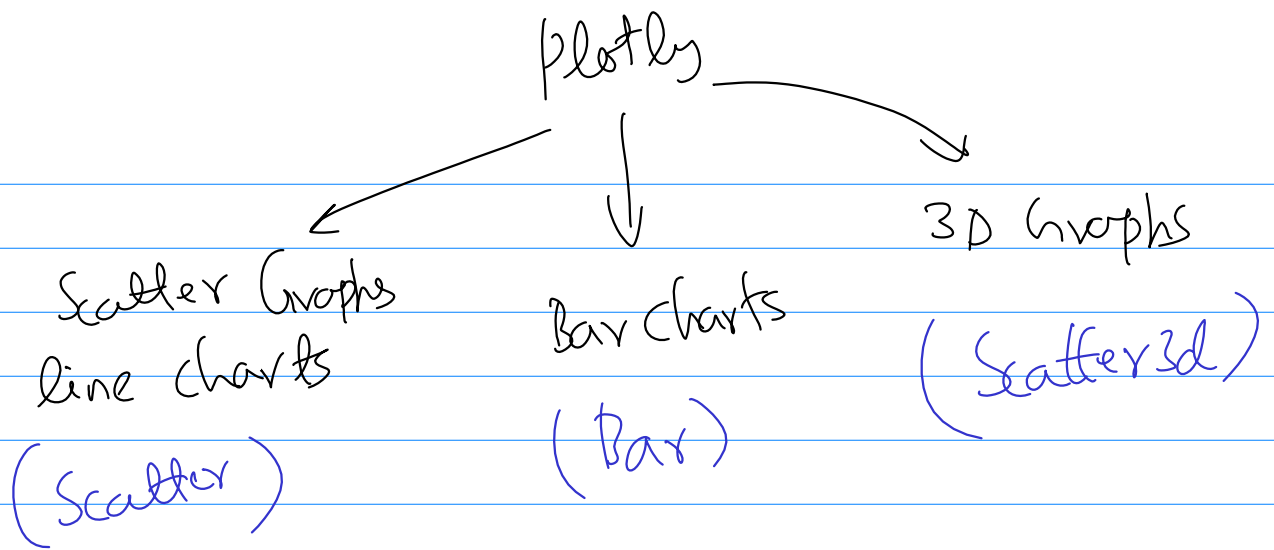 Plotly
Scatter Graphs
line charts
(Scatter)
Bar Charts
(Bar)
3D Graphs
(Scatter3d)